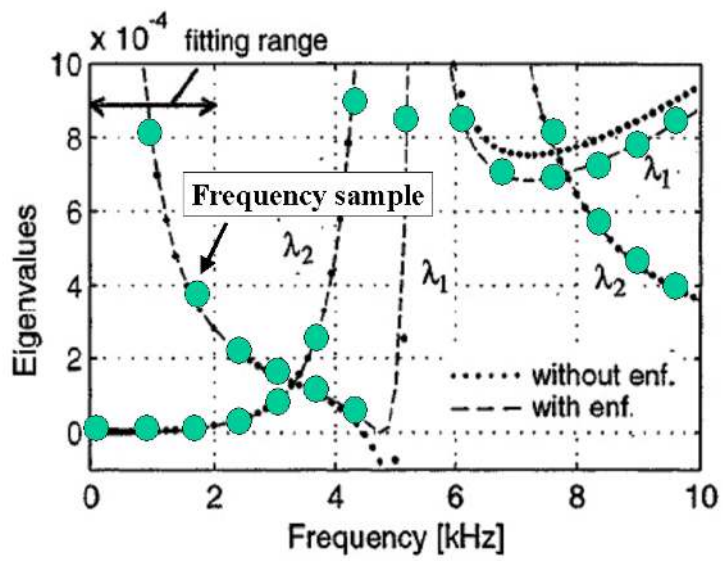 x 10⁻⁴ fitting range
10
8
6
4
2
0
Eigenvalues
Frequency sample
λ₂
λ₁
λ₁
λ₂
without enf.
with enf.
0 2 4 6 8 10
Frequency [kHz]